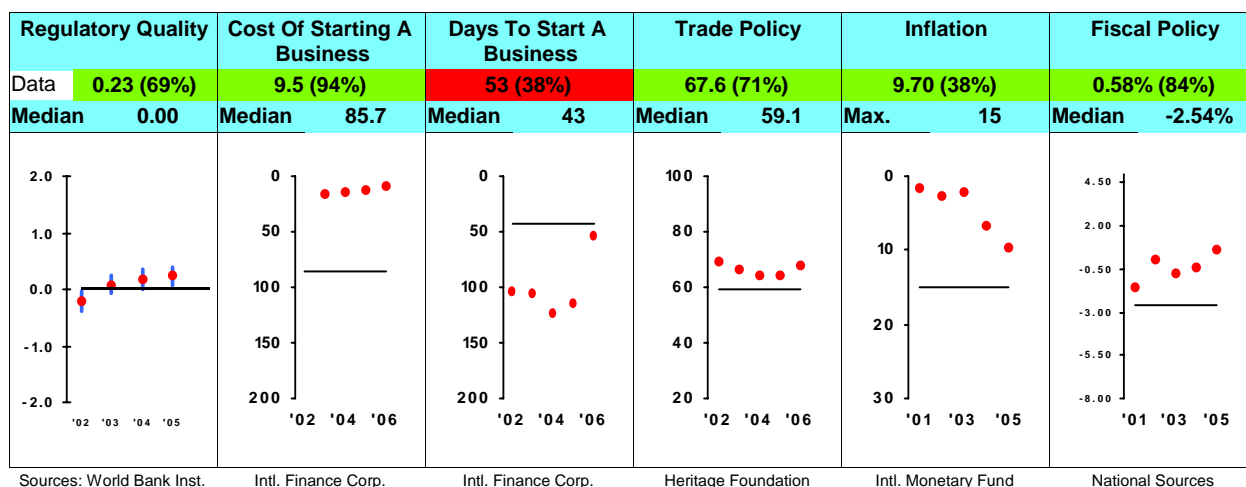 Regulatory Quality
Cost Of Starting A Business
Days To Start A Business
Trade Policy
Inflation
Fiscal Policy
Data 0.23 (69%) 9.5 (94%) 53 (38%) 67.6 (71%) 9.70 (38%) 0.58% (84%)
Median 0.00 Median 85.7 Median 43 Median 59.1 Max. 15 Median -2.54%
2.0
1.0
0.0
-1.0
-2.0
'02 '03 '04 '05
0
50
100
150
200
'02 '04 '06
0
50
100
150
200
'02 '04 '06
100
80
60
40
20
'02 '04 '06
0
10
20
30
'01 '03 '05
4.50
2.00
-0.50
-3.00
-5.50
-8.00
'01 '03 '05
Sources: World Bank Inst. Intl. Finance Corp. Intl. Finance Corp. Heritage Foundation Intl. Monetary Fund National Sources